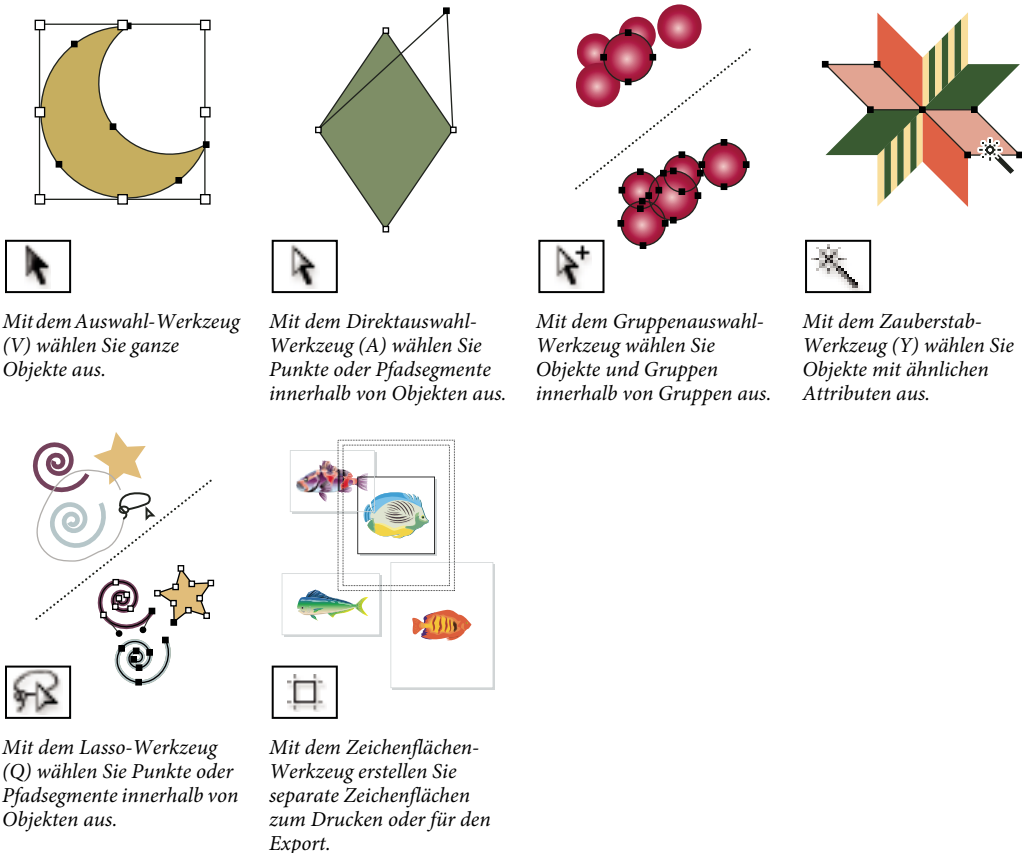 Mit dem Auswahl-Werkzeug
(V) wählen Sie ganze
Objekte aus.
Mit dem Direktauswahl-
Werkzeug (A) wählen Sie
Punkte oder Pfadsegmente
innerhalb von Objekten aus.
Mit dem Gruppenauswahl-
Werkzeug wählen Sie
Objekte und Gruppen
innerhalb von Gruppen aus.
Mit dem Zauberstab-
Werkzeug (Y) wählen Sie
Objekte mit ähnlichen
Attributen aus.
Mit dem Lasso-Werkzeug
(Q) wählen Sie Punkte oder
Pfadsegmente innerhalb von
Objekten aus.
Mit dem Zeichenflächen-
Werkzeug erstellen Sie
separate Zeichenflächen
zum Drucken oder für den
Export.